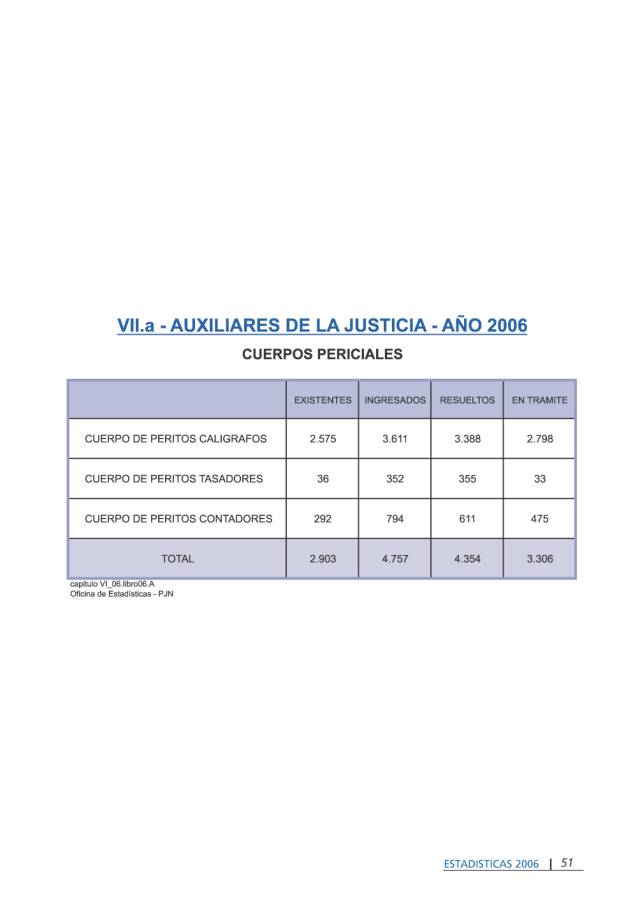 VII.a - AUXILIARES DE LA JUSTICIA - AÑO 2006
CUERPOS PERICIALES
EXISTENTES INGRESADOS RESUELTOS EN TRAMITE
CUERPO DE PERITOS CALIGRAFOS 2.575 3.611 3.388 2.798
CUERPO DE PERITOS TASADORES 36 352 355 33
CUERPO DE PERITOS CONTADORES 292 794 611 475
TOTAL 2.903 4.757 4.354 3.306
capitulo VI_06.libro06.A
Oficina de Estadísticas - PJN
ESTADISTICAS 2006 | 51